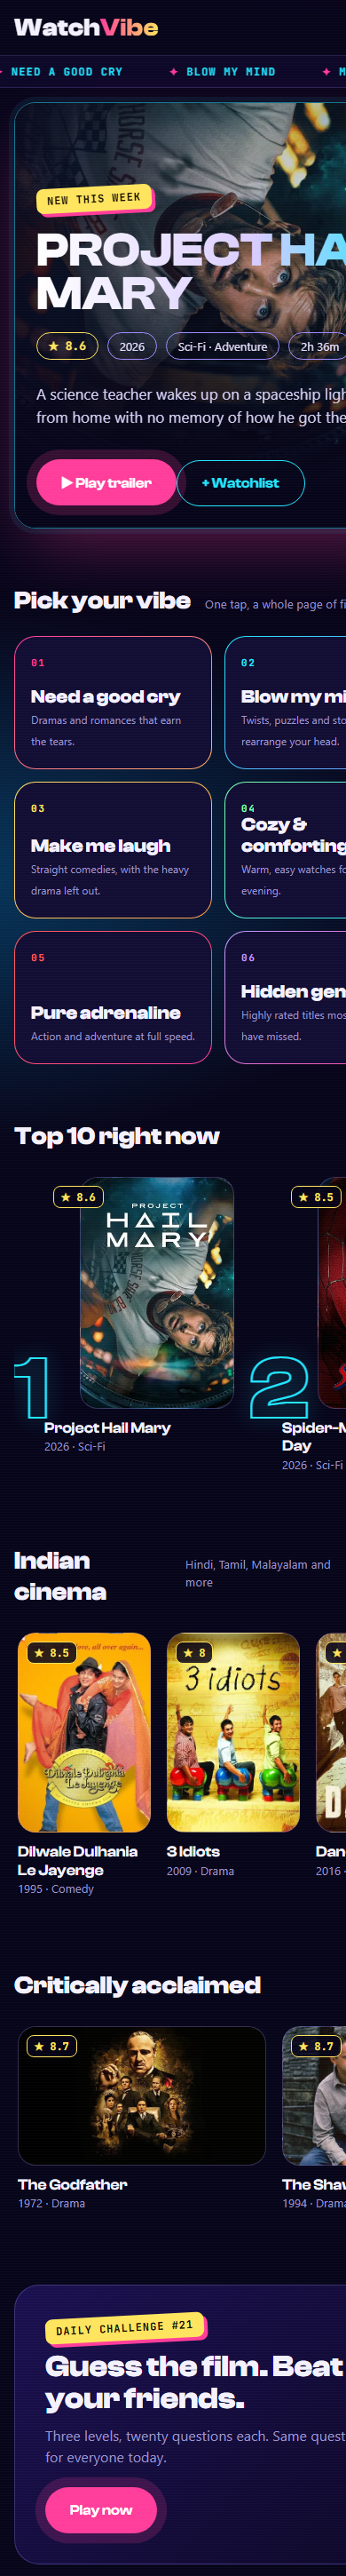 WatchVibe
✦ NEED A GOOD CRY ✦ BLOW MY MIND ✦
NEW THIS WEEK
PROJECT HA
MARY
★ 8.6 2026 Sci-Fi · Adventure 2h 36m
A science teacher wakes up on a spaceship ligh
from home with no memory of how he got the
▶ Play trailer + Watchlist
Pick your vibe One tap, a whole page of fi
01
Need a good cry
Dramas and romances that earn
the tears.
02
Blow my mi
Twists, puzzles and sto
rearrange your head.
03
Make me laugh
Straight comedies, with the heavy
drama left out.
04
Cozy &
comforting
Warm, easy watches fo
evening.
05
Pure adrenaline
Action and adventure at full speed.
06
Hidden gen
Highly rated titles mos
have missed.
Top 10 right now
★ 8.6
PROJECT
HAIL
MARY
1
Project Hail Mary
2026 · Sci-Fi
★ 8.5
2
Spider-M
Day
2026 · Sci-Fi
Indian
cinema
Hindi, Tamil, Malayalam and
more
★ 8.5
love, all over again...
Dilwale Dulhania
Le Jayenge
Dilwale Dulhania
Le Jayenge
1995 · Comedy
★ 8
3 idiots
3 Idiots
2009 · Drama
★
DA
Dan
2016 ·
Critically acclaimed
★ 8.7
The Godfather
1972 · Drama
★ 8.7
The Shaw
1994 · Drama
DAILY CHALLENGE #21
Guess the film. Beat
your friends.
Three levels, twenty questions each. Same quest
for everyone today.
Play now